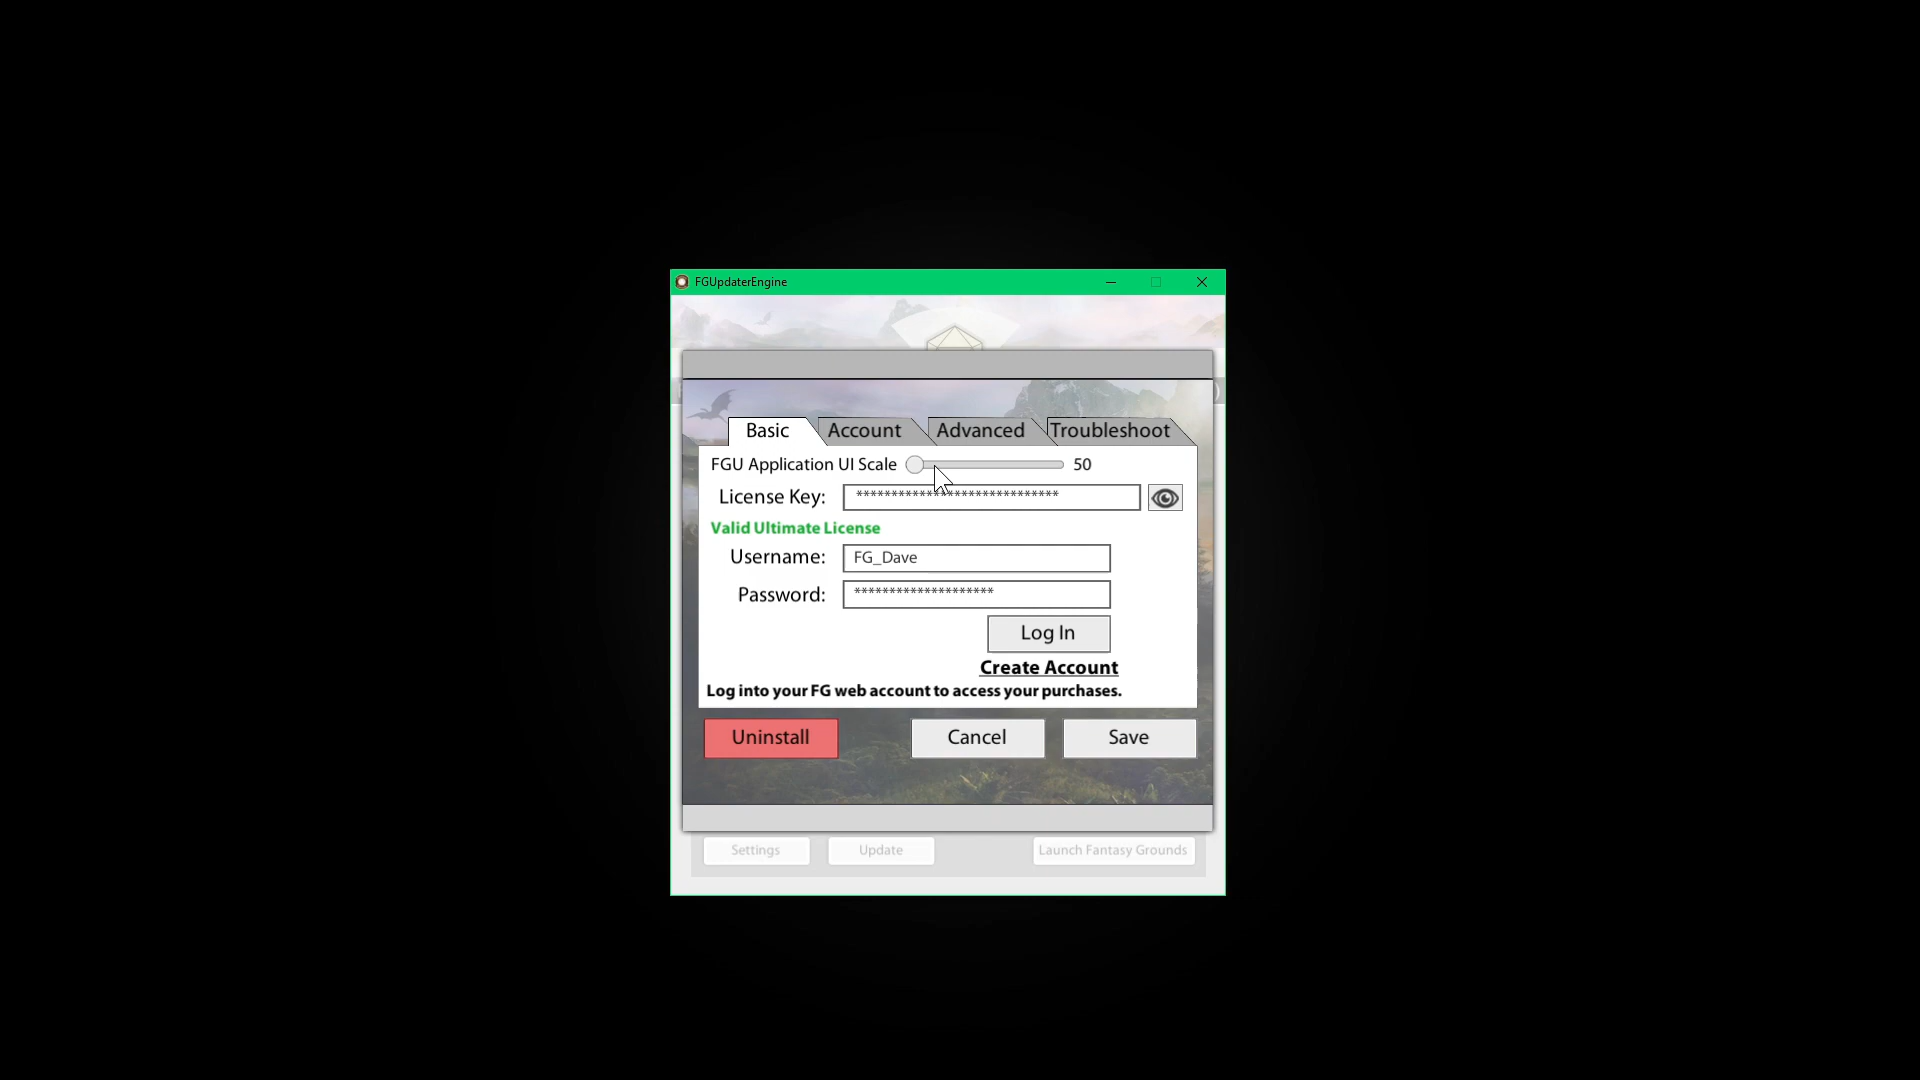 FGUpdaterEngine
Basic Account Advanced Troubleshoot
FGU Application UI Scale 50
License Key: *****************************
Valid Ultimate License
Username: FG_Dave
Password: ********************
Log In
Create Account
Log into your FG web account to access your purchases.
Uninstall Cancel Save
Settings Update Launch Fantasy Grounds